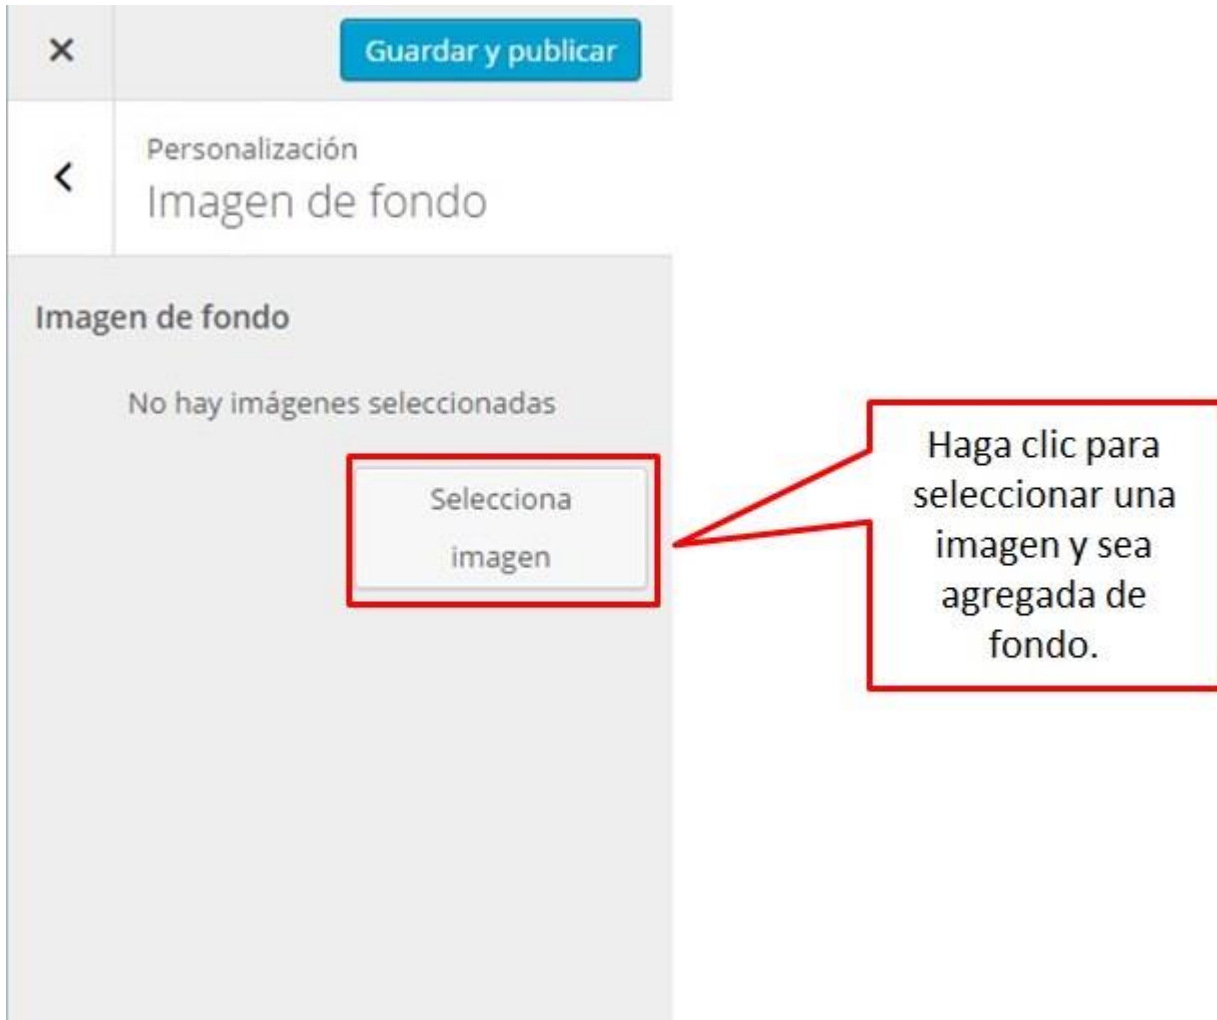 Guardar y publicar
Personalización
Imagen de fondo
Imagen de fondo
No hay imágenes seleccionadas
Selecciona
imagen
Haga clic para
seleccionar una
imagen y sea
agregada de
fondo.